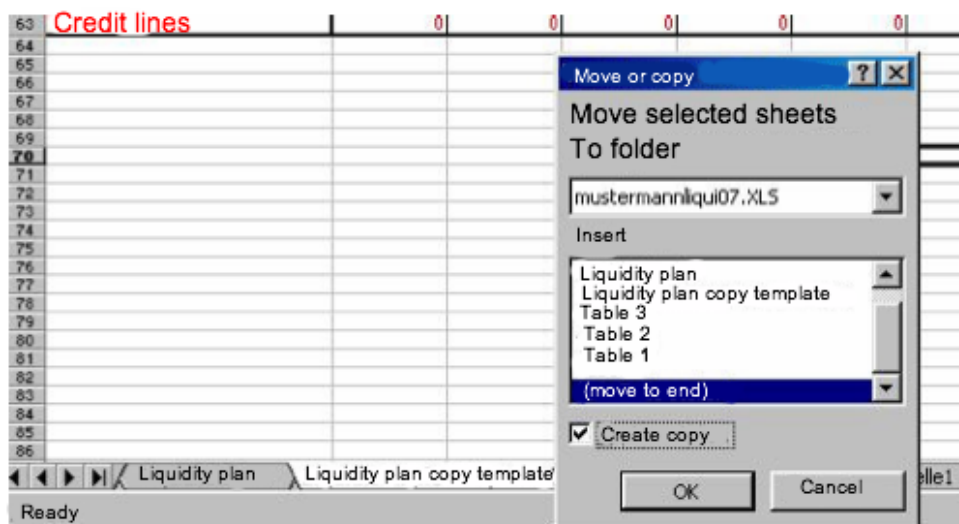 63 Credit lines 0 0 0 0 0
64
65
66
67
68
69
70
71
72
73
74
75
76
77
78
79
80
81
82
83
84
85
86
Move or copy ?
Move selected sheets
To folder
mustermannliqui07.XLS
Insert
Liquidity plan
Liquidity plan copy template
Table 3
Table 2
Table 1
(move to end)
Create copy
OK Cancel
Liquidity plan Liquidity plan copy template elle1
Ready